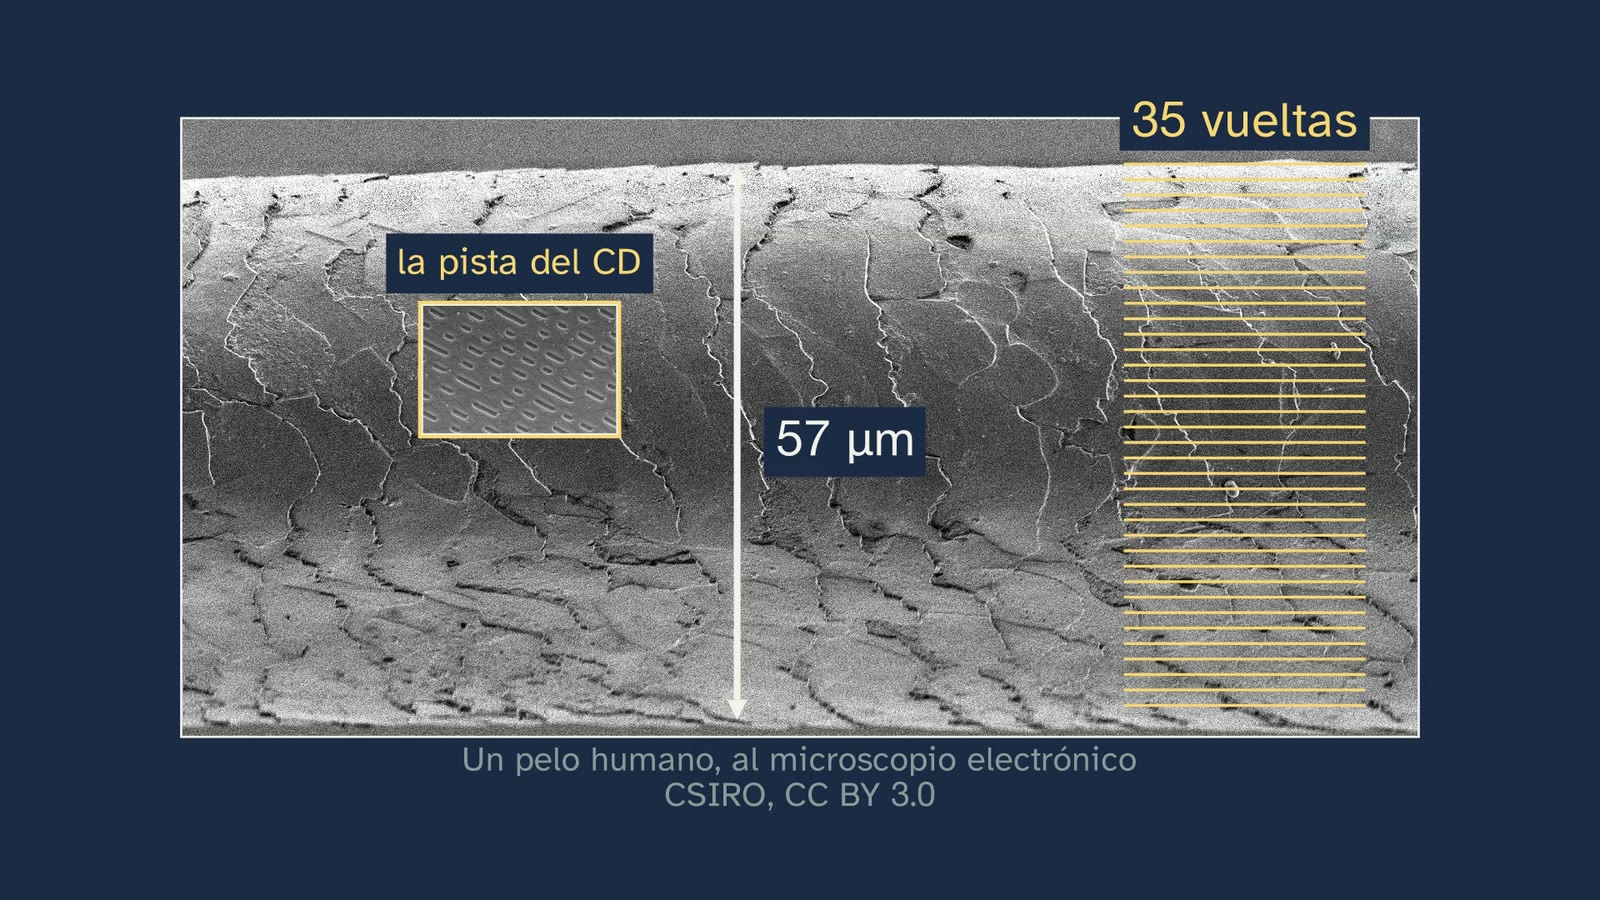 35 vueltas
la pista del CD
57 µm
Un pelo humano, al microscopio electrónico
CSIRO, CC BY 3.0